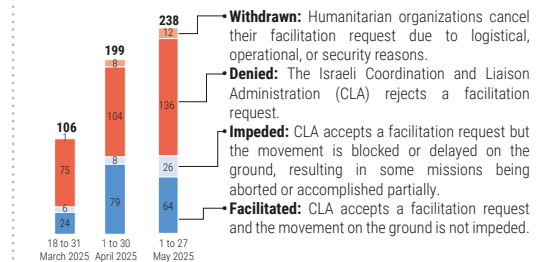 238
12
199
8
106
1
104
136
75
8
26
6
79
64
24
18 to 31
March 2025
1 to 30
April 2025
1 to 27
May 2025
Withdrawn: Humanitarian organizations cancel
their facilitation request due to logistical,
operational, or security reasons.
Denied: The Israeli Coordination and Liaison
Administration (CLA) rejects a facilitation
request.
Impeded: CLA accepts a facilitation request but
the movement is blocked or delayed on the
ground, resulting in some missions being
aborted or accomplished partially.
Facilitated: CLA accepts a facilitation request
and the movement on the ground is not impeded.